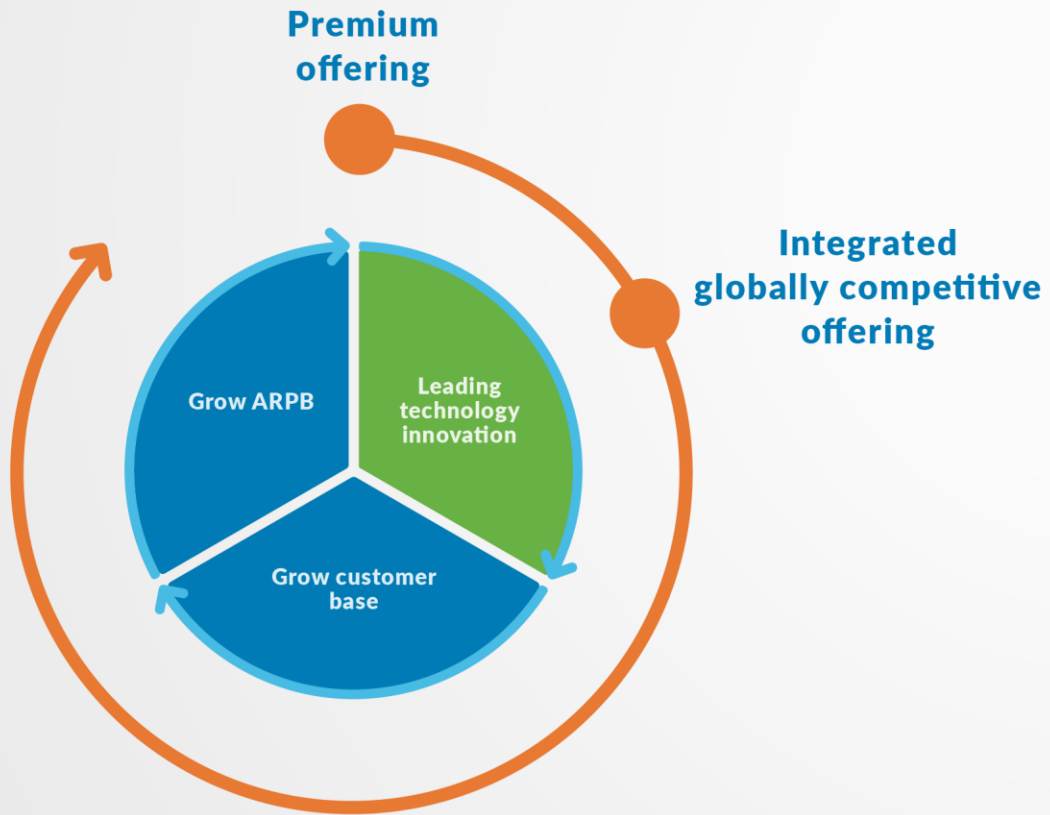 Premium
offering
Integrated
globally competitive
offering
Leading
technology
innovation
Grow ARPB
Grow customer
base